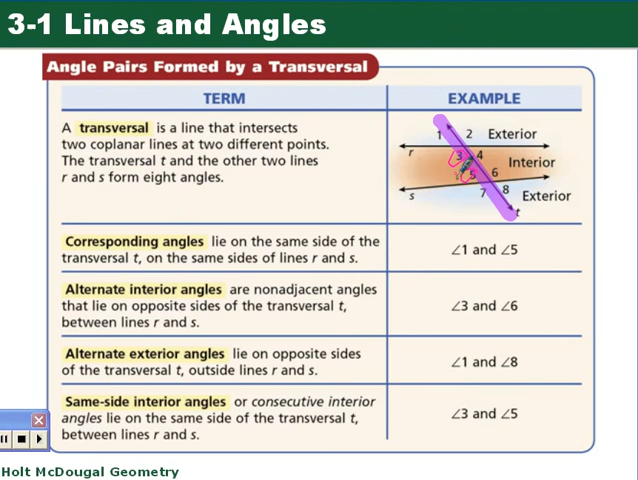 3-1 Lines and Angles
Angle Pairs Formed by a Transversal
TERM
EXAMPLE
A transversal is a line that intersects
two coplanar lines at two different points.
The transversal t and the other two lines
r and s form eight angles.
1 2 Exterior
r 3 4 Interior
5 6
s 7 8 Exterior
t
Corresponding angles lie on the same side of the
transversal t, on the same sides of lines r and s.
∠1 and ∠5
Alternate interior angles are nonadjacent angles
that lie on opposite sides of the transversal t,
between lines r and s.
∠3 and ∠6
Alternate exterior angles lie on opposite sides
of the transversal t, outside lines r and s.
∠1 and ∠8
Same-side interior angles or consecutive interior
angles lie on the same side of the transversal t,
between lines r and s.
∠3 and ∠5
Holt McDougal Geometry